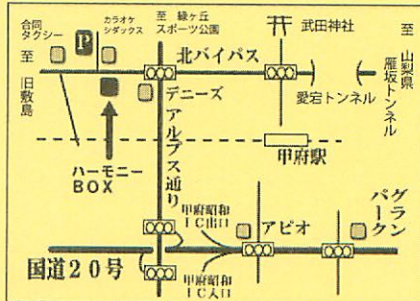 合同
タクシー
カラオケ
シダックス
至 緑ヶ丘
スポーツ公園
武田神社
P
至
旧敷島
北バイパス
至 山梨県
雁坂トンネル
愛宕トンネル
デニーズ
ハーモニー
BOX
アルプス通り
甲府駅
甲府昭和
IC出口
アピオ
グラン
パーク
国道20号
甲府昭和
IC入口